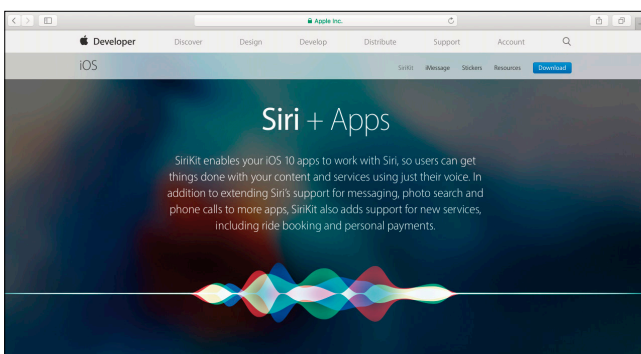 Apple Inc.
Developer Discover Design Develop Distribute Support Account
iOS SiriKit iMessage Stickers Resources Download
Siri + Apps
SiriKit enables your iOS 10 apps to work with Siri, so users can get
things done with your content and services using just their voice. In
addition to extending Siri's support for messaging, photo search and
phone calls to more apps, SiriKit also adds support for new services,
including ride booking and personal payments.